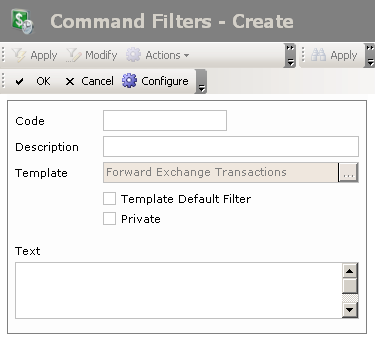 Command Filters - Create
Apply Modify Actions Apply
OK Cancel Configure
Code
Description
Template Forward Exchange Transactions ...
Template Default Filter
Private
Text